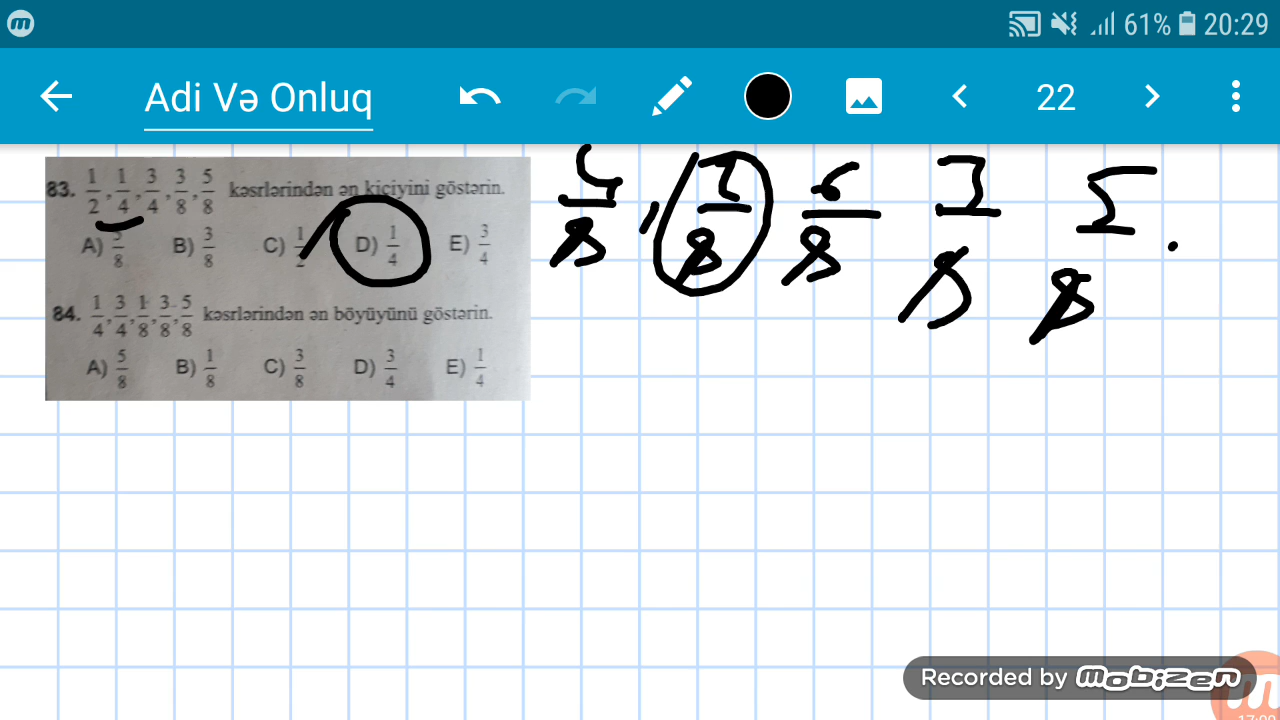 61% 20:29
Adi Və Onluq 22
83. 1/2, 1/4, 3/4, 3/8, 5/8 kəsrlərindən ən kiçiyini göstərin.
A) 5/8 B) 3/8 C) 1/2 D) 1/4 E) 3/4
84. 1/4, 3/4, 1/8, 3/8, 5/8 kəsrlərindən ən böyüyünü göstərin.
A) 5/8 B) 1/8 C) 3/8 D) 3/4 E) 1/4
4/8, 2/8 6/8 3/8 5/8.
Recorded by mobizen